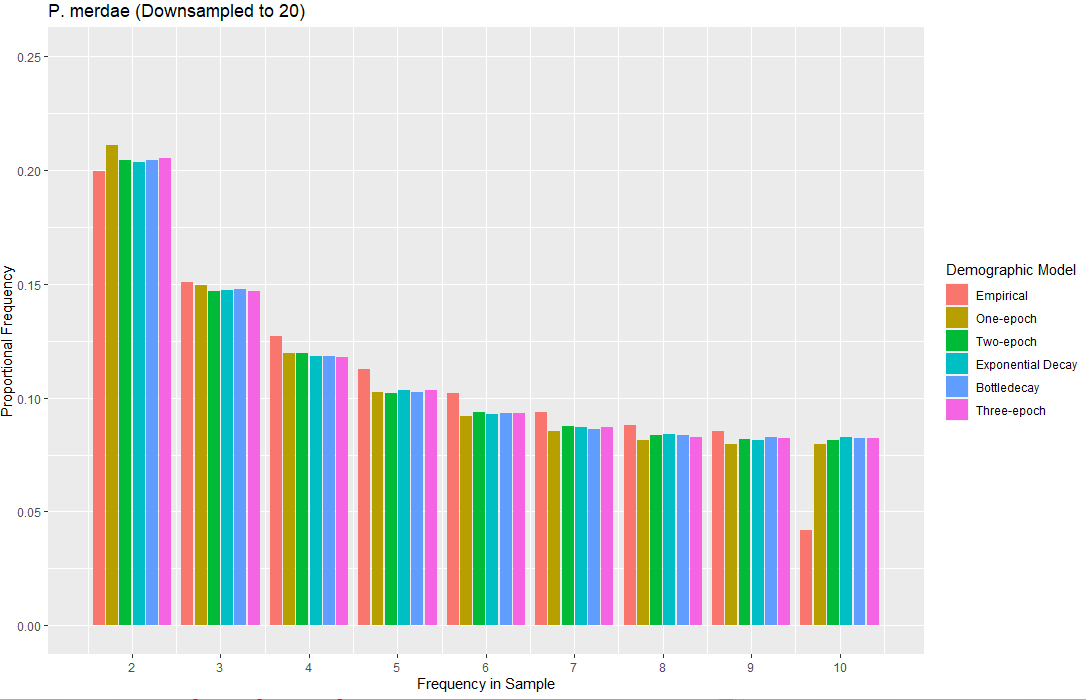 P. merdae (Downsampled to 20)
Proportional Frequency
0.25
0.20
0.15
0.10
0.05
0.00
2 3 4 5 6 7 8 9 10
Frequency in Sample
Demographic Model
Empirical
One-epoch
Two-epoch
Exponential Decay
Bottledecay
Three-epoch